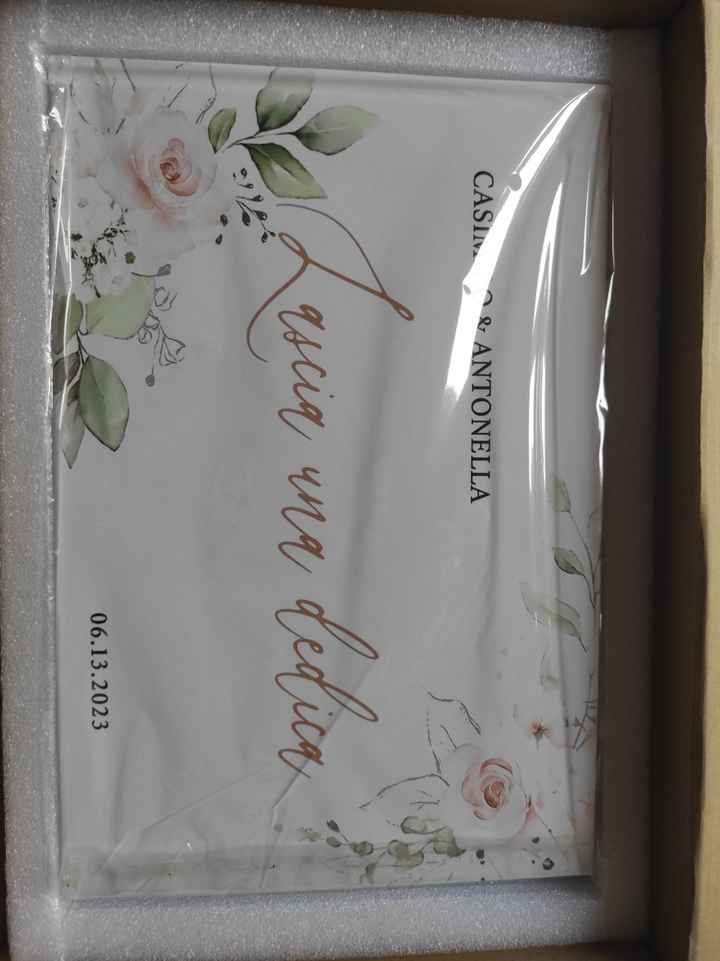 & ANTONELLA
Lascia una dedica
06.13.2023